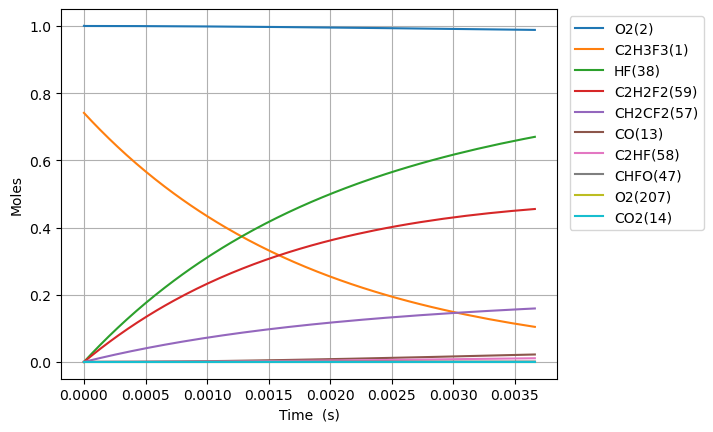 1.0
0.8
0.6
0.4
0.2
0.0
Moles
0.0000 0.0005 0.0010 0.0015 0.0020 0.0025 0.0030 0.0035
Time (s)
O2(2)
C2H3F3(1)
HF(38)
C2H2F2(59)
CH2CF2(57)
CO(13)
C2HF(58)
CHFO(47)
O2(207)
CO2(14)